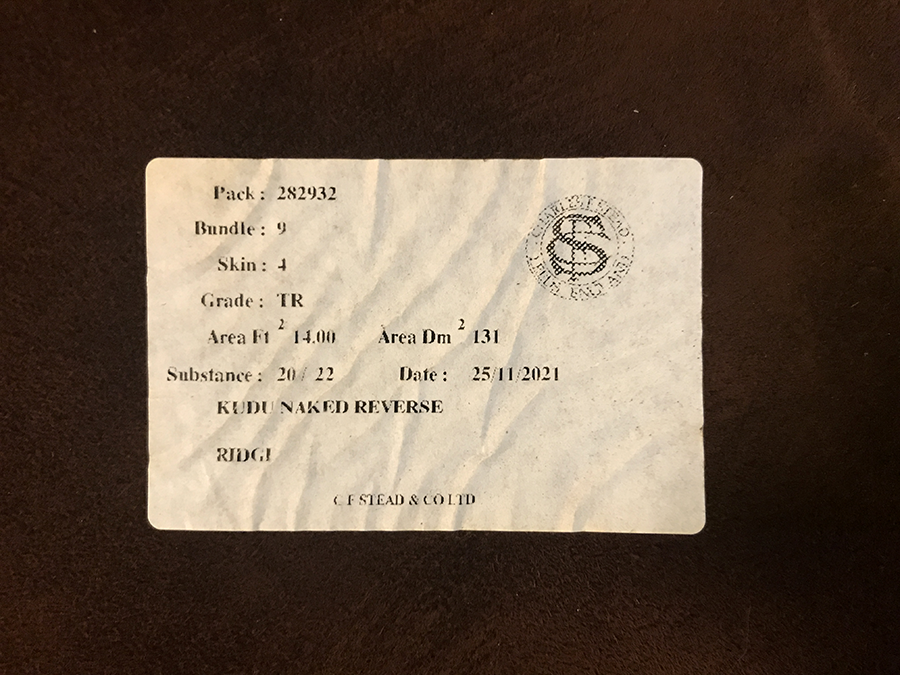 Pack : 282932
Bundle : 9
Skin : 4
Grade : TR
Area Ft 2 14.00 Area Dm 2 131
Substance : 20 / 22 Date : 25/11/2021
KUDU NAKED REVERSE
C F STEAD & CO LTD